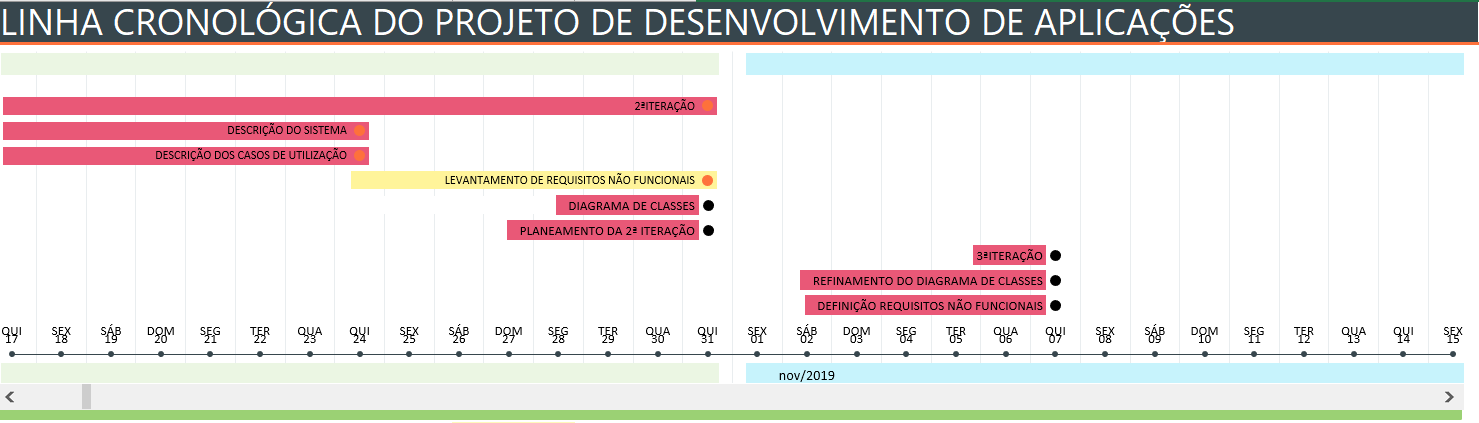 LINHA CRONOLÓGICA DO PROJETO DE DESENVOLVIMENTO DE APLICAÇÕES
2ªITERAÇÃO
DESCRIÇÃO DO SISTEMA
DESCRIÇÃO DOS CASOS DE UTILIZAÇÃO
LEVANTAMENTO DE REQUISITOS NÃO FUNCIONAIS
DIAGRAMA DE CLASSES
PLANEAMENTO DA 2ª ITERAÇÃO
3ªITERAÇÃO
REFINAMENTO DO DIAGRAMA DE CLASSES
DEFINIÇÃO REQUISITOS NÃO FUNCIONAIS
QUI SEX SÁB DOM SEG TER QUA QUI SEX SÁB DOM SEG TER QUA QUI SEX SÁB DOM SEG TER QUA QUI SEX SÁB DOM SEG TER QUA QUI SEX
17 18 19 20 21 22 23 24 25 26 27 28 29 30 31 01 02 03 04 05 06 07 08 09 10 11 12 13 14 15
nov/2019